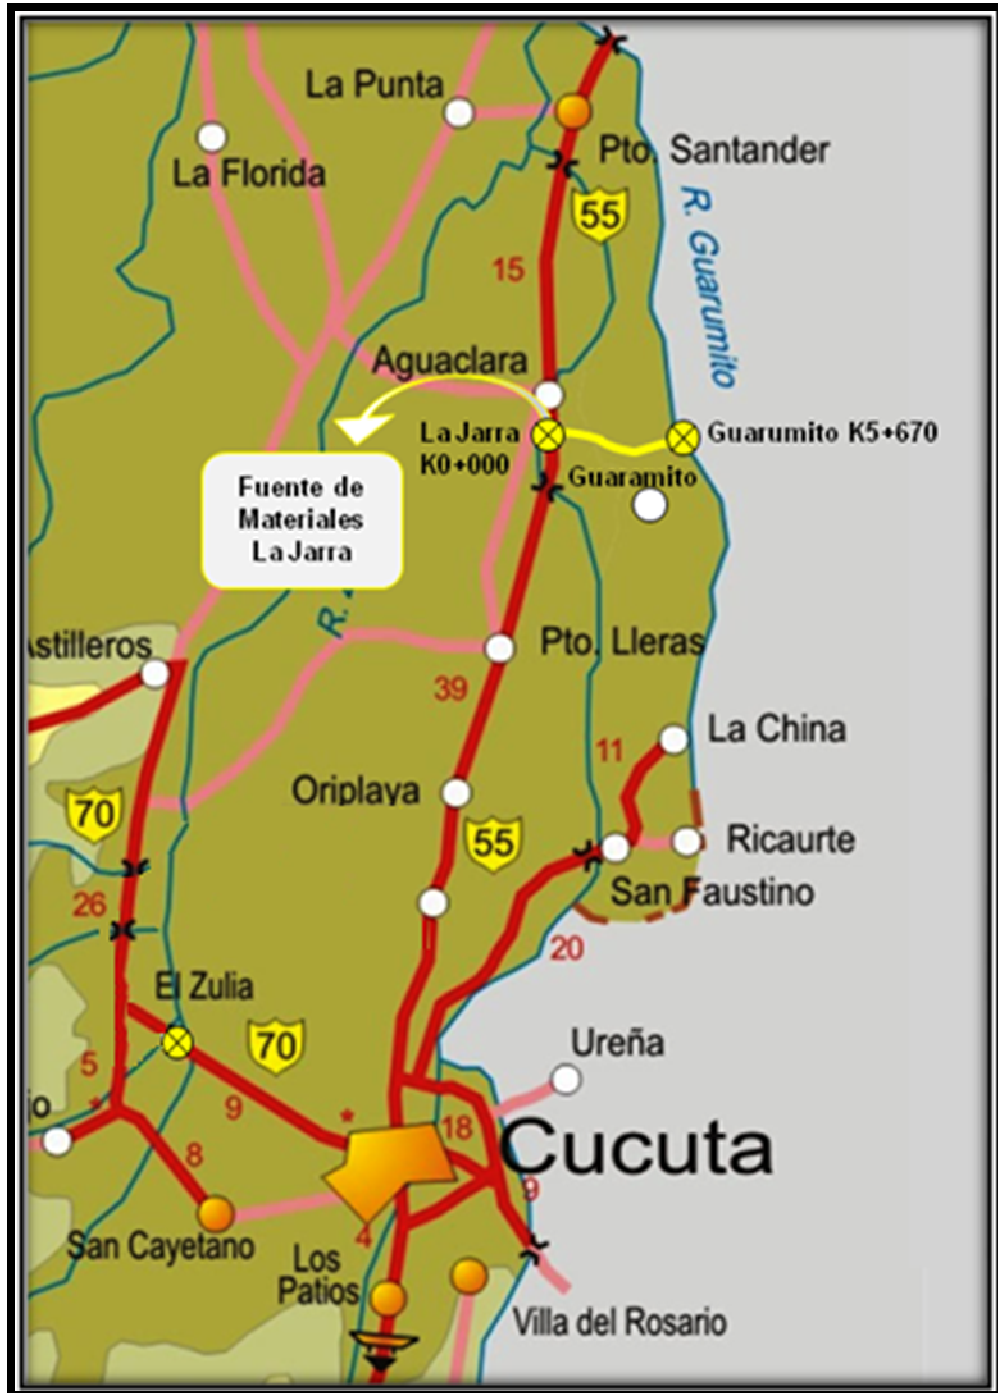 La Punta
La Florida
Pto. Santander
55
R. Guarumito
15
Aguaclara
La Jarra
K0+000
Guarumito K5+670
Guaramito
Fuente de
Materiales
La Jarra
R.
Astilleros
Pto. Lleras
39
La China
11
Oriplaya
70
55
Ricaurte
26
San Faustino
20
El Zulia
70
Ureña
5
jo
*
9
*
18
Cucuta
8
9
San Cayetano
4
Los
Patios
Villa del Rosario